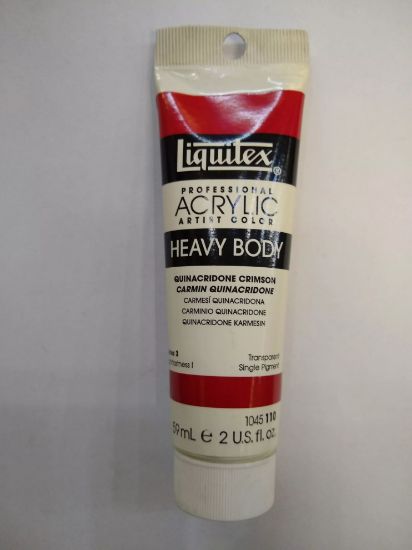 Liquitex®
PROFESSIONAL
ACRYLIC
ARTIST COLOR
HEAVY BODY
QUINACRIDONE CRIMSON
CARMIN QUINACRIDONE
CARMESÍ QUINACRIDONA
CARMINIO QUINACRIDONE
QUINACRIDONE KARMESIN
2 Transparent
I Single Pigment
1045 110
59mL e 2 U.S. fl. oz.